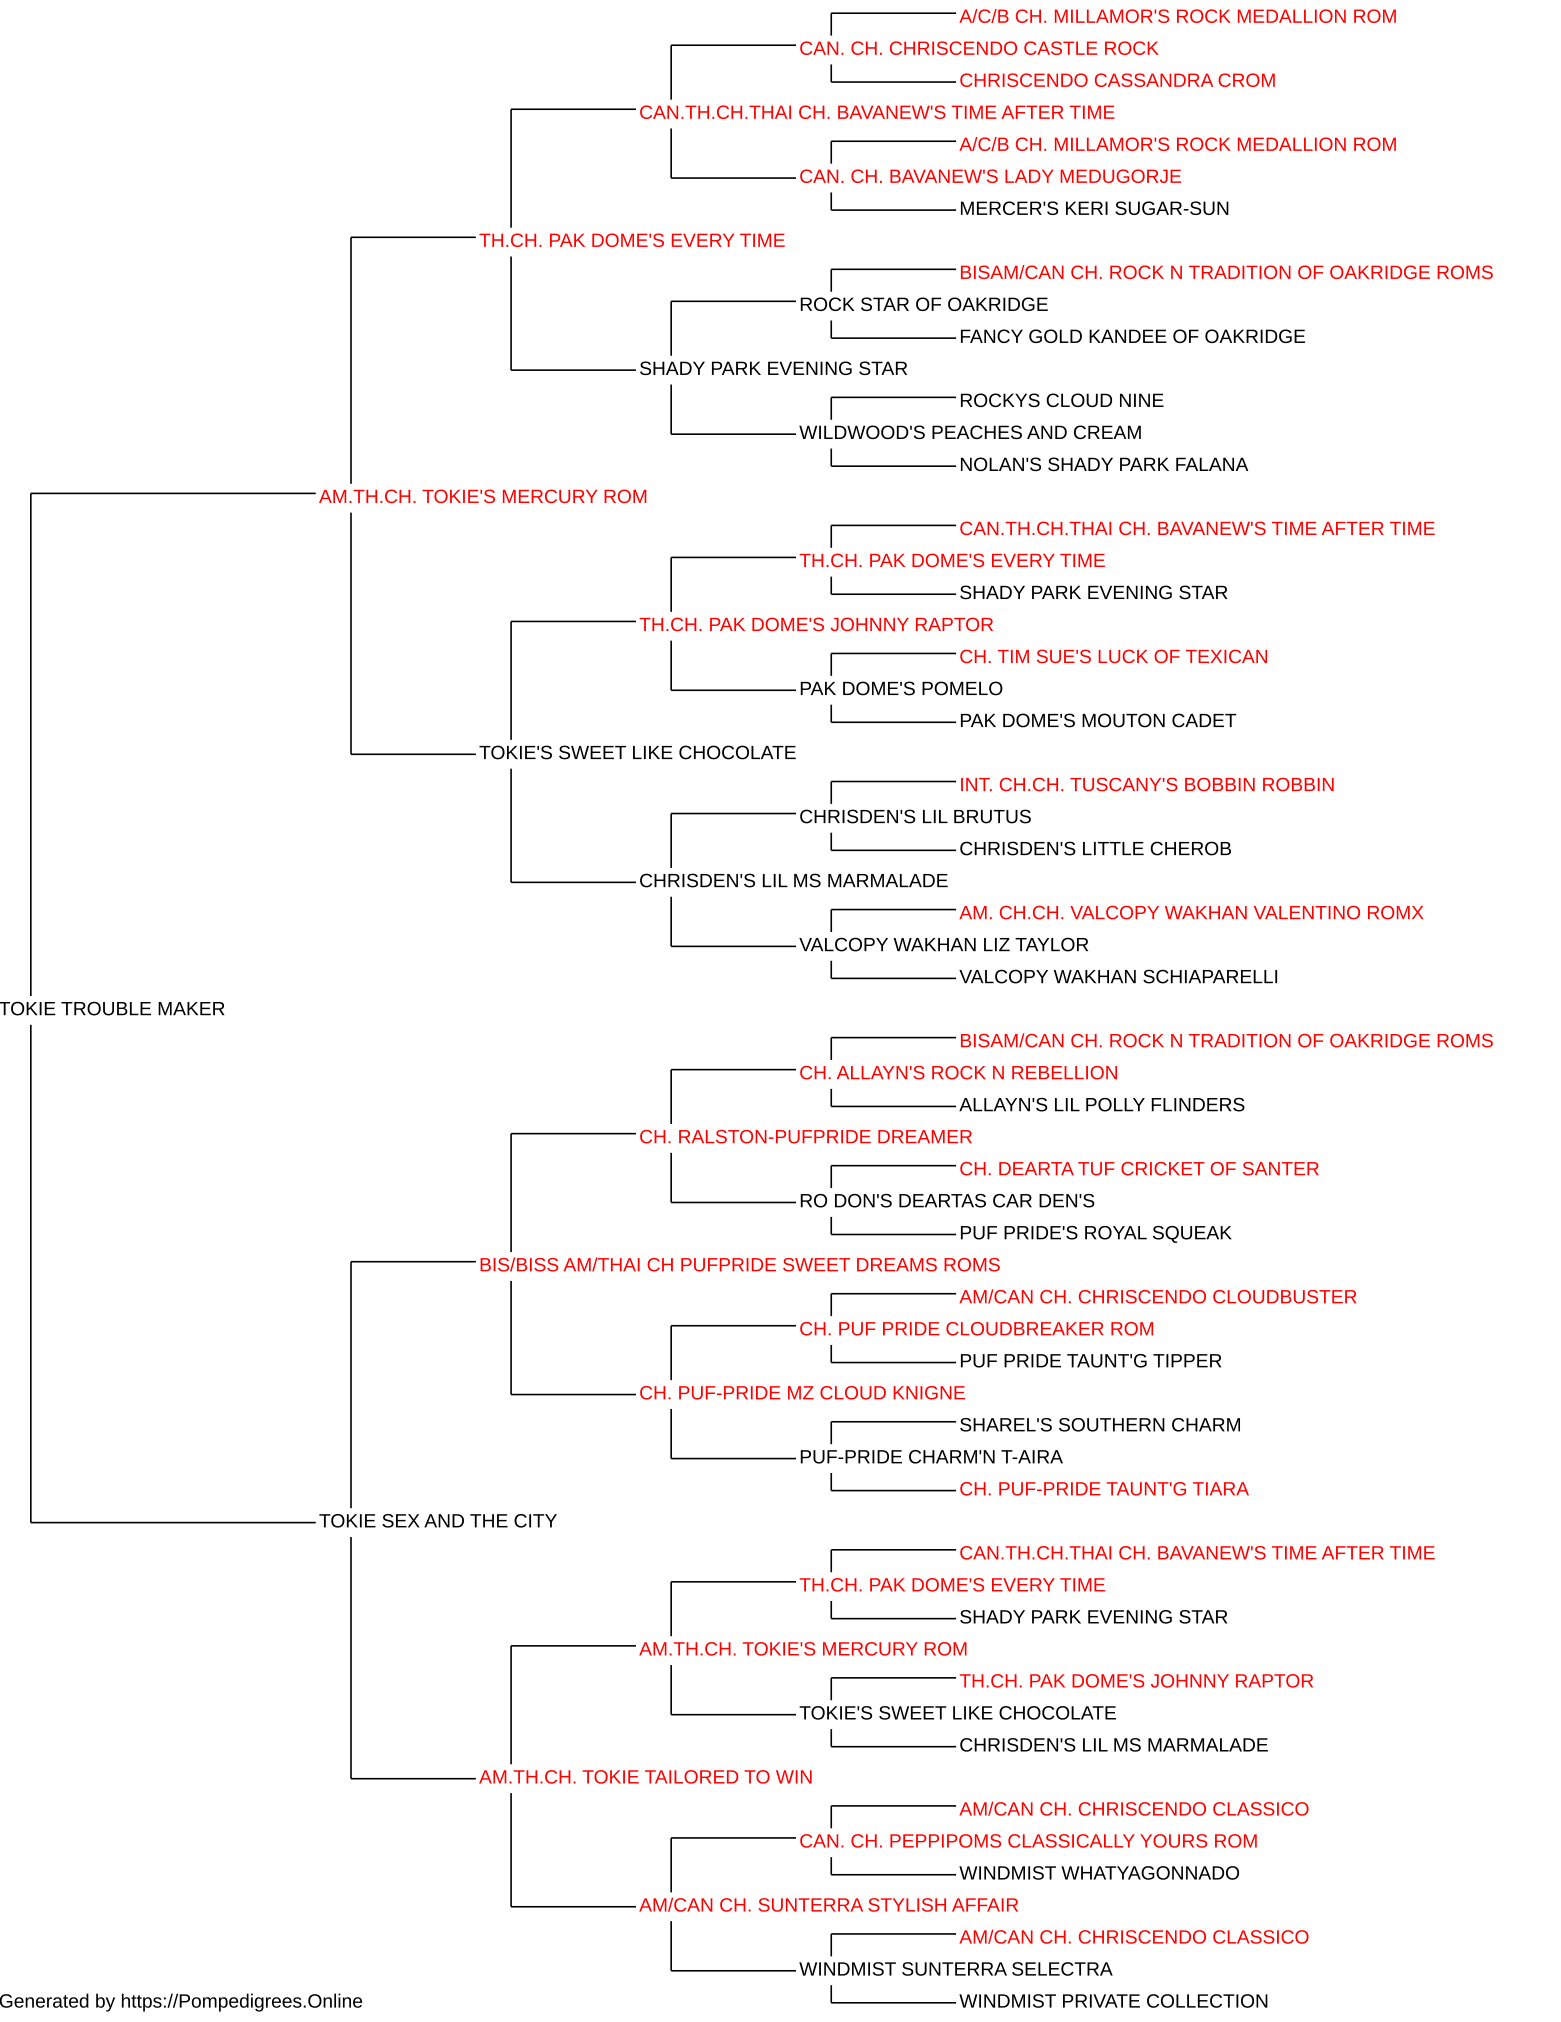 A/C/B CH. MILLAMOR'S ROCK MEDALLION ROM
CAN. CH. CHRISCENDO CASTLE ROCK
CHRISCENDO CASSANDRA CROM
CAN.TH.CH.THAI CH. BAVANEW'S TIME AFTER TIME
A/C/B CH. MILLAMOR'S ROCK MEDALLION ROM
CAN. CH. BAVANEW'S LADY MEDUGORJE
MERCER'S KERI SUGAR-SUN
TH.CH. PAK DOME'S EVERY TIME
BISAM/CAN CH. ROCK N TRADITION OF OAKRIDGE ROMS
ROCK STAR OF OAKRIDGE
FANCY GOLD KANDEE OF OAKRIDGE
SHADY PARK EVENING STAR
ROCKYS CLOUD NINE
WILDWOOD'S PEACHES AND CREAM
NOLAN'S SHADY PARK FALANA
AM.TH.CH. TOKIE'S MERCURY ROM
CAN.TH.CH.THAI CH. BAVANEW'S TIME AFTER TIME
TH.CH. PAK DOME'S EVERY TIME
SHADY PARK EVENING STAR
TH.CH. PAK DOME'S JOHNNY RAPTOR
CH. TIM SUE'S LUCK OF TEXICAN
PAK DOME'S POMELO
PAK DOME'S MOUTON CADET
TOKIE'S SWEET LIKE CHOCOLATE
INT. CH.CH. TUSCANY'S BOBBIN ROBBIN
CHRISDEN'S LIL BRUTUS
CHRISDEN'S LITTLE CHEROB
CHRISDEN'S LIL MS MARMALADE
AM. CH.CH. VALCOPY WAKHAN VALENTINO ROMX
VALCOPY WAKHAN LIZ TAYLOR
VALCOPY WAKHAN SCHIAPARELLI
TOKIE TROUBLE MAKER
BISAM/CAN CH. ROCK N TRADITION OF OAKRIDGE ROMS
CH. ALLAYN'S ROCK N REBELLION
ALLAYN'S LIL POLLY FLINDERS
CH. RALSTON-PUFPRIDE DREAMER
CH. DEARTA TUF CRICKET OF SANTER
RO DON'S DEARTAS CAR DEN'S
PUF PRIDE'S ROYAL SQUEAK
BIS/BISS AM/THAI CH PUFPRIDE SWEET DREAMS ROMS
AM/CAN CH. CHRISCENDO CLOUDBUSTER
CH. PUF PRIDE CLOUDBREAKER ROM
PUF PRIDE TAUNT'G TIPPER
CH. PUF-PRIDE MZ CLOUD KNIGNE
SHAREL'S SOUTHERN CHARM
PUF-PRIDE CHARM'N T-AIRA
CH. PUF-PRIDE TAUNT'G TIARA
TOKIE SEX AND THE CITY
CAN.TH.CH.THAI CH. BAVANEW'S TIME AFTER TIME
TH.CH. PAK DOME'S EVERY TIME
SHADY PARK EVENING STAR
AM.TH.CH. TOKIE'S MERCURY ROM
TH.CH. PAK DOME'S JOHNNY RAPTOR
TOKIE'S SWEET LIKE CHOCOLATE
CHRISDEN'S LIL MS MARMALADE
AM.TH.CH. TOKIE TAILORED TO WIN
AM/CAN CH. CHRISCENDO CLASSICO
CAN. CH. PEPPIPOMS CLASSICALLY YOURS ROM
WINDMIST WHATYAGONNADO
AM/CAN CH. SUNTERRA STYLISH AFFAIR
AM/CAN CH. CHRISCENDO CLASSICO
WINDMIST SUNTERRA SELECTRA
WINDMIST PRIVATE COLLECTION
Generated by https://Pompedigrees.Online